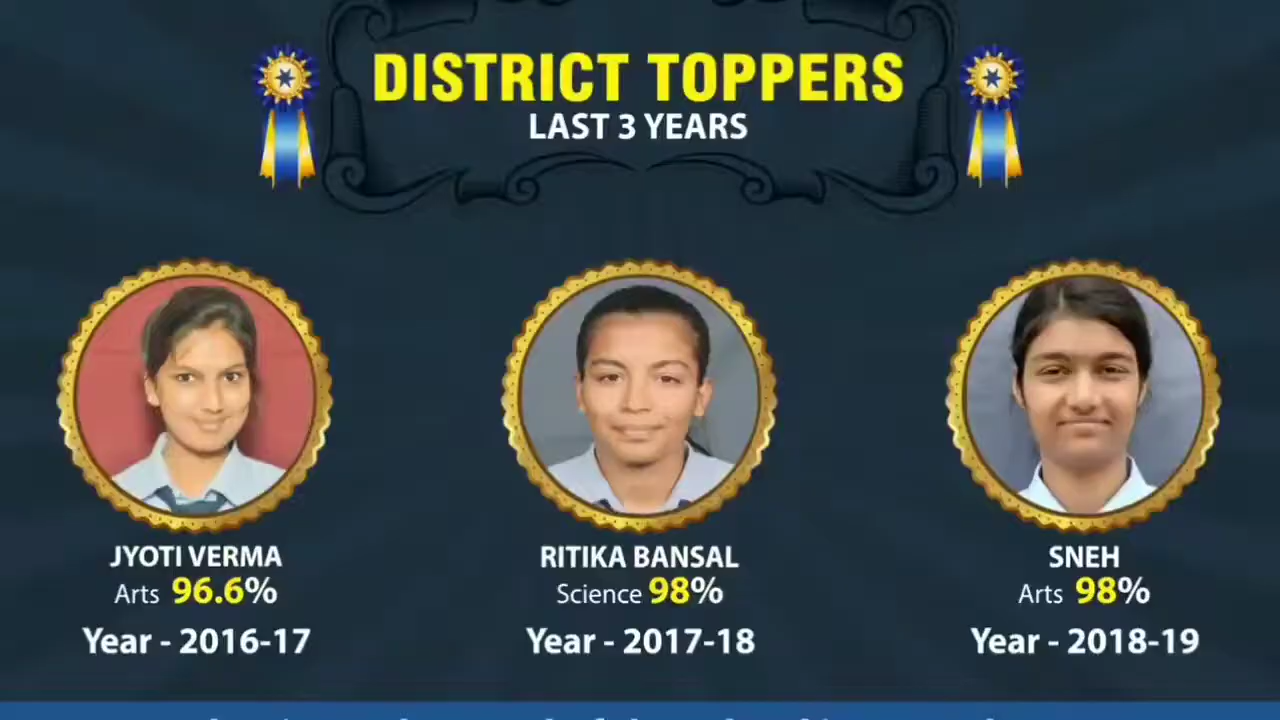 DISTRICT TOPPERS
LAST 3 YEARS
JYOTI VERMA
Arts 96.6%
Year - 2016-17
RITIKA BANSAL
Science 98%
Year - 2017-18
SNEH
Arts 98%
Year - 2018-19